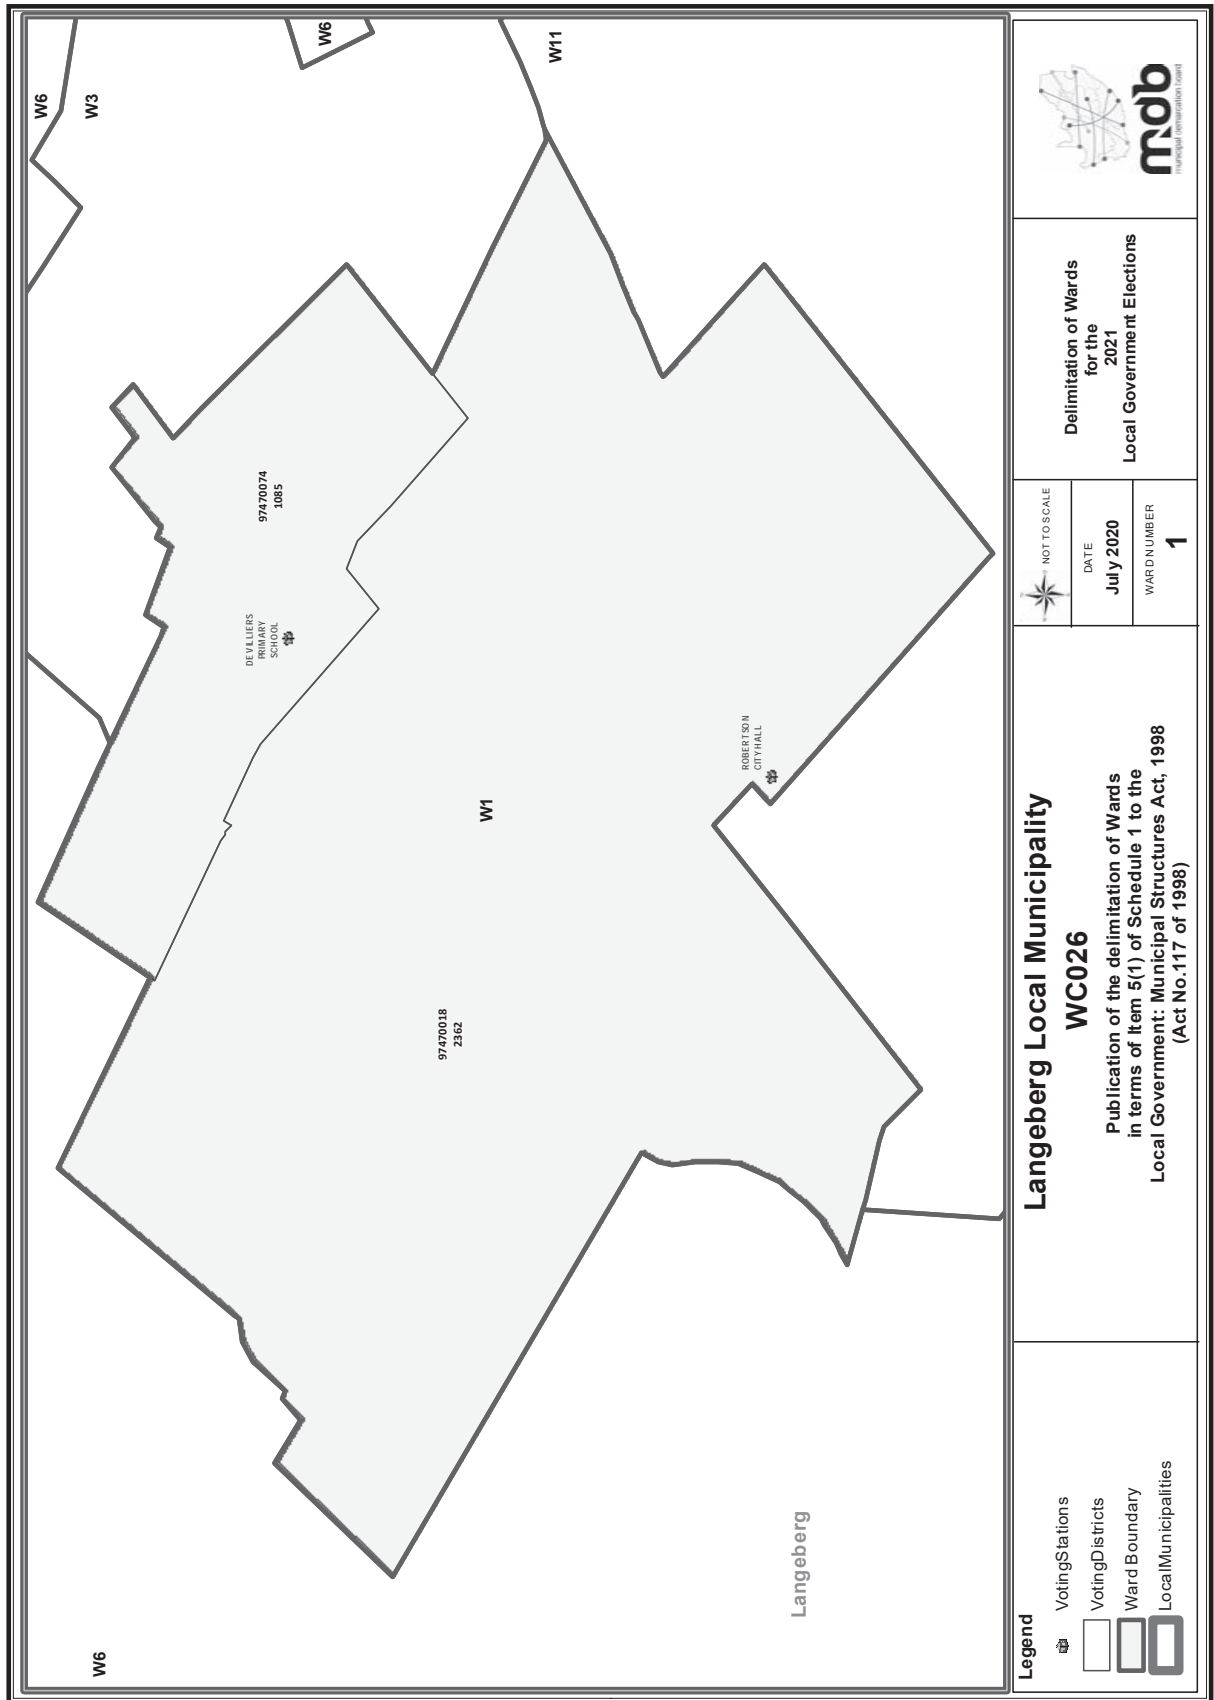 W6
W3
W6
W11
97470074
1085
DE VILLIERS
PRIMARY
SCHOOL
W1
ROBERTSON
CITY HALL
97470018
2362
Langeberg
W6
Legend
VotingStations
VotingDistricts
Ward Boundary
LocalMunicipalities
Langeberg Local Municipality
WC026
Publication of the delimitation of Wards
in terms of Item 5(1) of Schedule 1 to the
Local Government: Municipal Structures Act, 1998
(Act No.117 of 1998)
NOT TO SCALE
DATE
July 2020
WARD NUMBER
1
Delimitation of Wards
for the
2021
Local Government Elections
mdb
municipal demarcation board